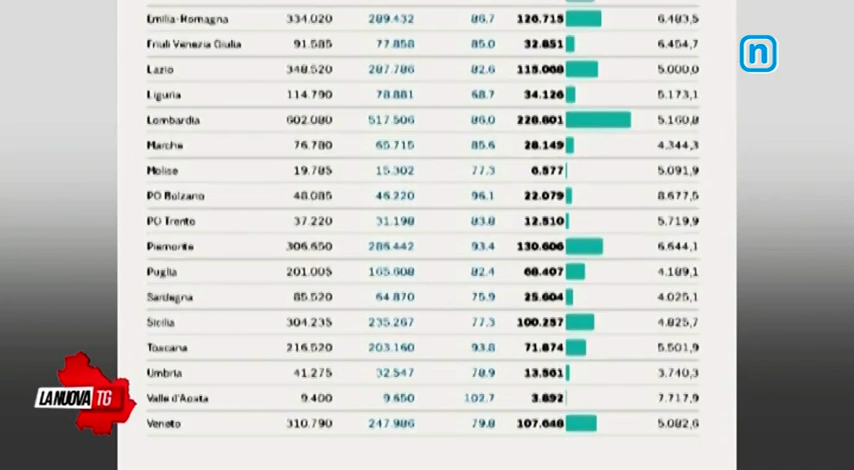 Emilia-Romagna 334.020 289.432 86.7 126.715 6.483,5
n
Friuli Venezia Giulia 91.585 77.858 85.0 32.851 6.454,7
Lazio 348.520 287.786 82.6 115.068 5.000,0
Liguria 114.790 78.881 68.7 34.126 5.173,1
Lombardia 602.080 517.506 86.0 228.601 5.160,8
Marche 76.780 65.715 85.6 28.149 4.344,3
Molise 19.785 15.302 77.3 6.577 5.091,9
PO Bolzano 48.085 46.220 96.1 22.079 8.677,5
PO Trento 37.220 31.198 83.8 12.510 5.719,9
Piemonte 306.650 286.442 93.4 130.606 6.644,1
Puglia 201.005 165.608 82.4 68.407 4.189,1
Sardegna 85.520 64.870 75.9 25.604 4.025,1
Sicilia 304.235 235.267 77.3 100.257 4.825,7
Toscana 216.520 203.160 93.8 71.874 5.501,9
Umbria 41.275 32.547 78.9 13.561 3.740,3
Valle d'Aosta 9.400 9.650 102.7 3.892 7.717,9
LA NUOVA TG
Veneto 310.790 247.986 79.8 107.648 5.082,6